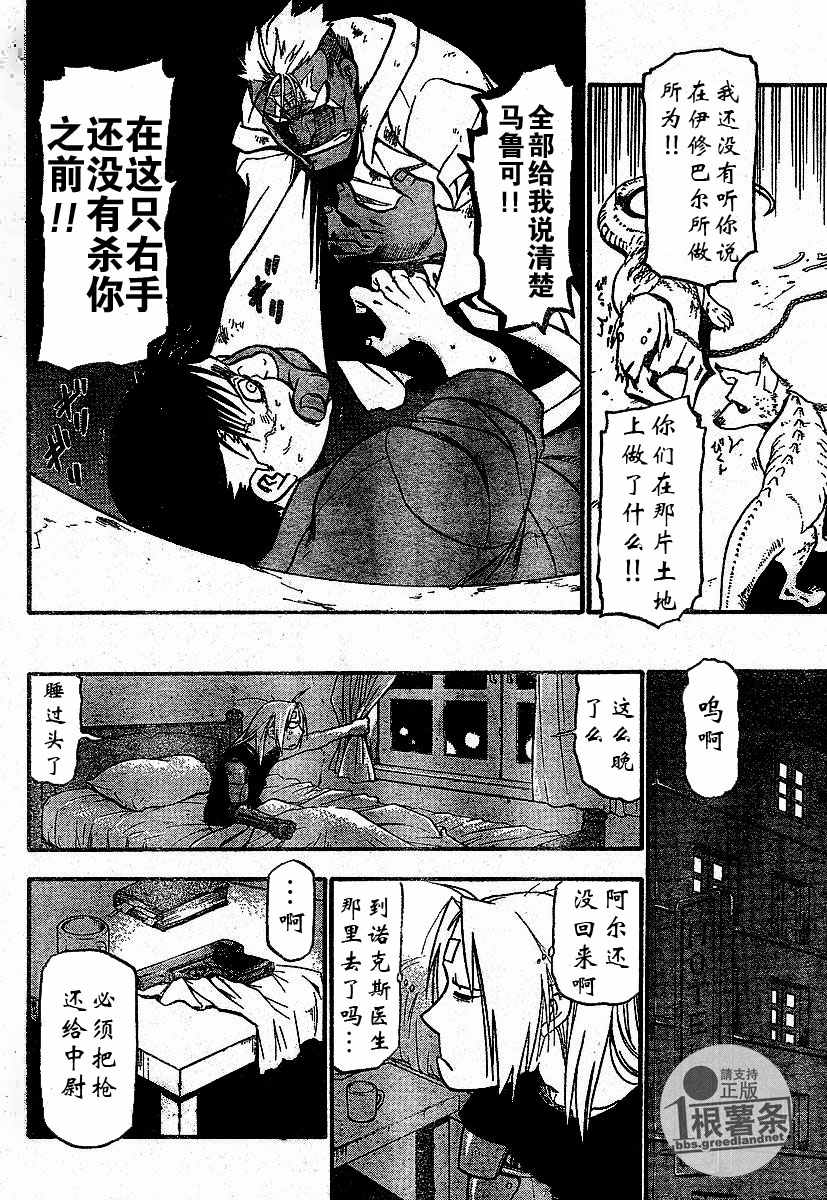 我还没有听你说
在伊修巴尔所做
所为!!
你们在那片土地
上做了什么!!
全部给我说清楚
马鲁可!!
在这只右手
还没有杀你
之前!!
呜啊
这么晚
了么
睡过头了
阿尔还
没回来啊
到诺克斯医生
那里去了吗…
…啊
必须把枪
还给中尉
HOTE
請支持
正版
1根薯条
bbs.greedland.net